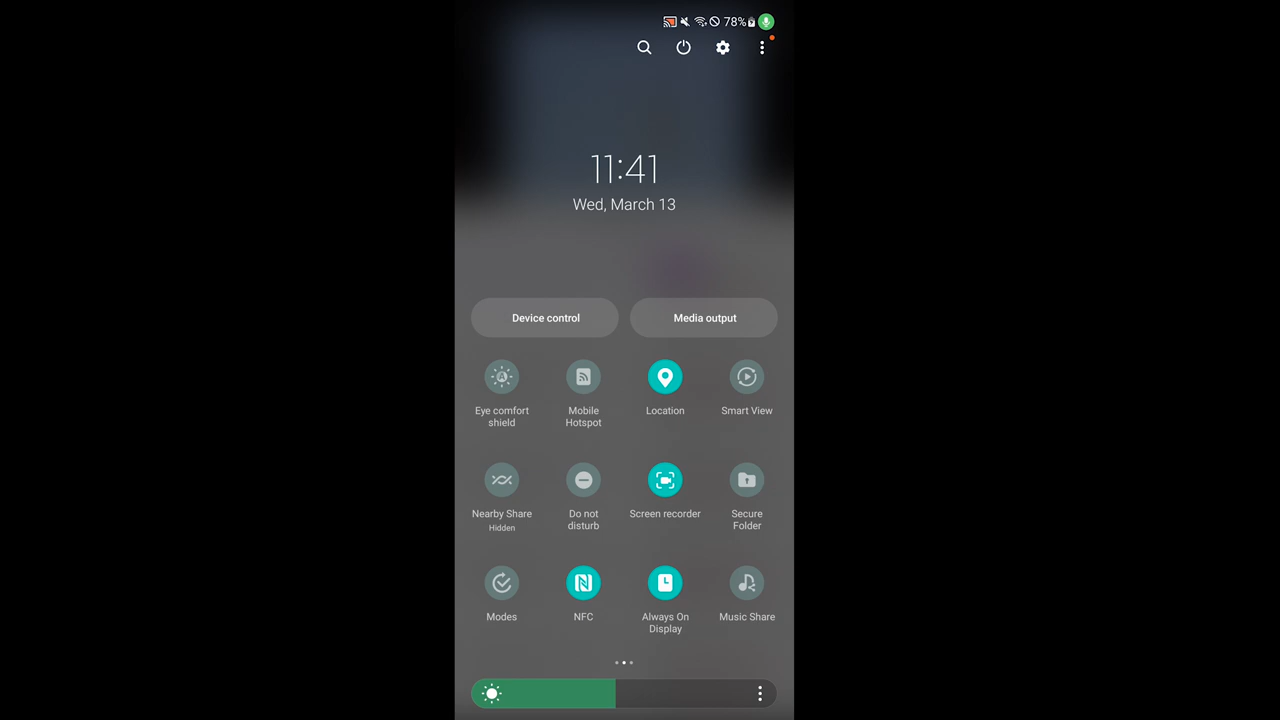 78%
11:41
Wed, March 13
Device control
Media output
Eye comfort
shield
Mobile
Hotspot
Location
Smart View
Nearby Share
Hidden
Do not
disturb
Screen recorder
Secure
Folder
Modes
NFC
Always On
Display
Music Share